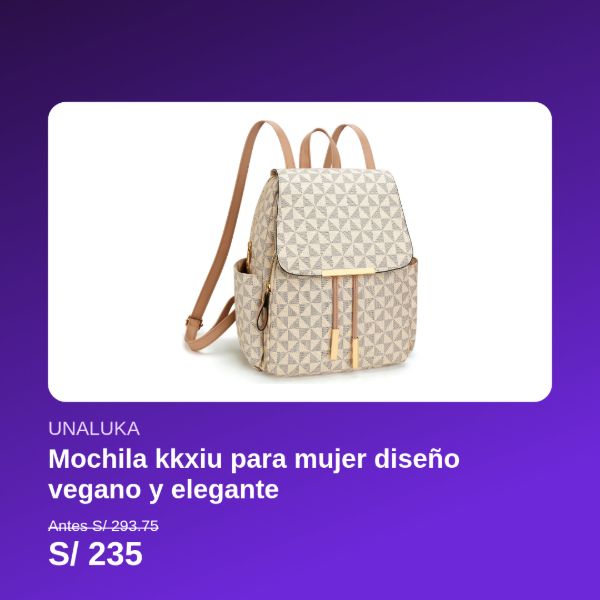 UNALUKA
Mochila kkxiu para mujer diseño
vegano y elegante
Antes S/ 293.75
S/ 235